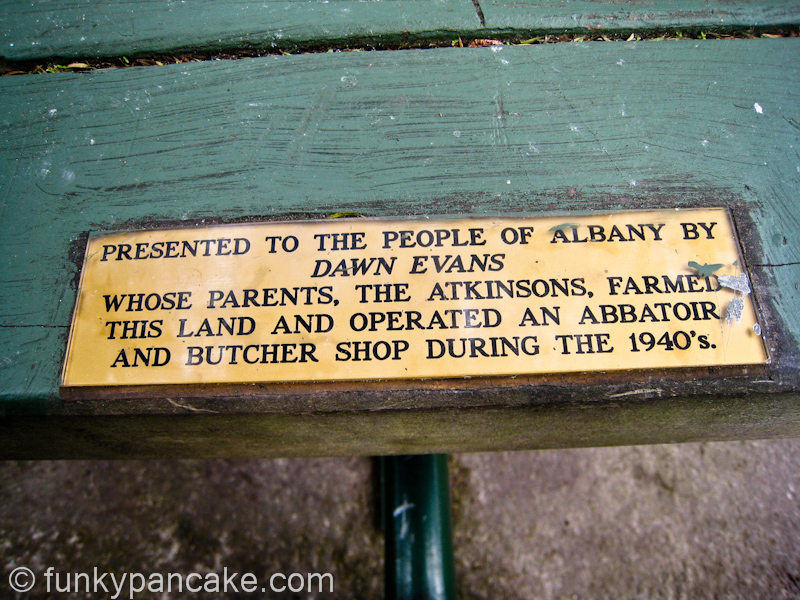 PRESENTED TO THE PEOPLE OF ALBANY BY
DAWN EVANS
WHOSE PARENTS, THE ATKINSONS, FARMED
THIS LAND AND OPERATED AN ABBATOIR
AND BUTCHER SHOP DURING THE 1940's.
© funkypancake.com